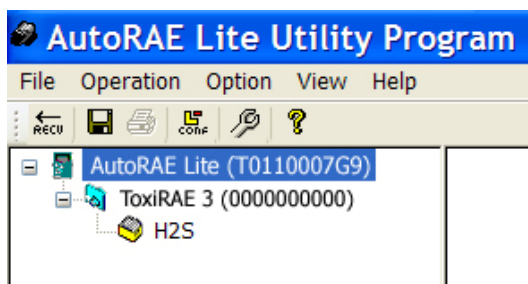 AutoRAE Lite Utility Program
File Operation Option View Help
RECV CONF
AutoRAE Lite (T0110007G9)
ToxiRAE 3 (0000000000)
H2S